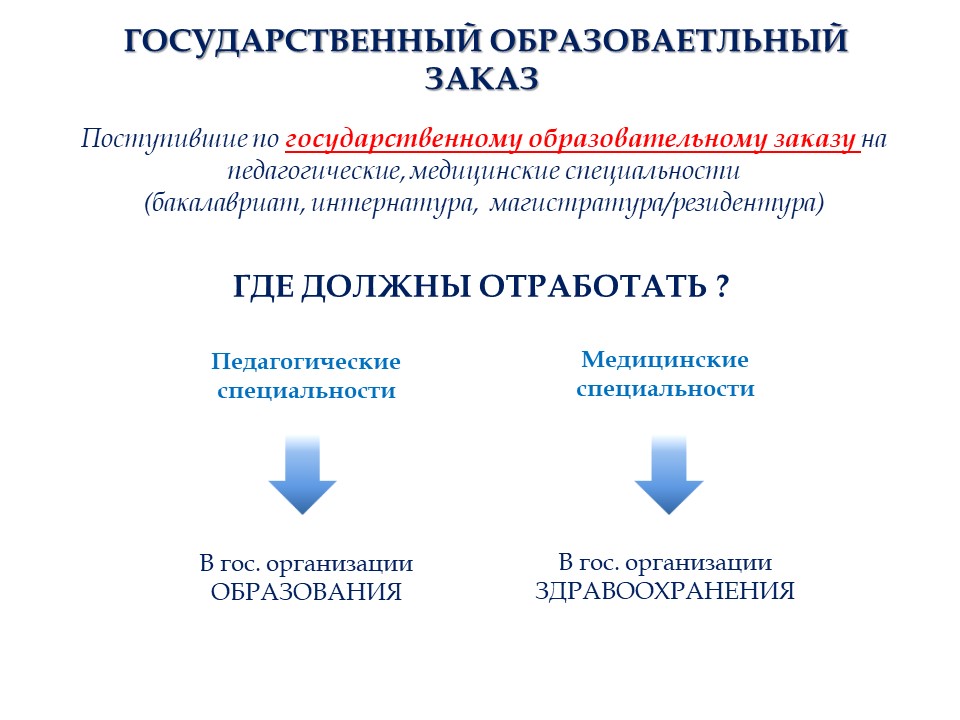 ГОСУДАРСТВЕННЫЙ ОБРАЗОВАЕТЛЬНЫЙ
ЗАКАЗ
Поступившие по государственному образовательному заказу на
педагогические, медицинские специальности
(бакалавриат, интернатура, магистратура/резидентура)
ГДЕ ДОЛЖНЫ ОТРАБОТАТЬ ?
Педагогические
специальности
Медицинские
специальности
В гос. организации
ОБРАЗОВАНИЯ
В гос. организации
ЗДРАВООХРАНЕНИЯ